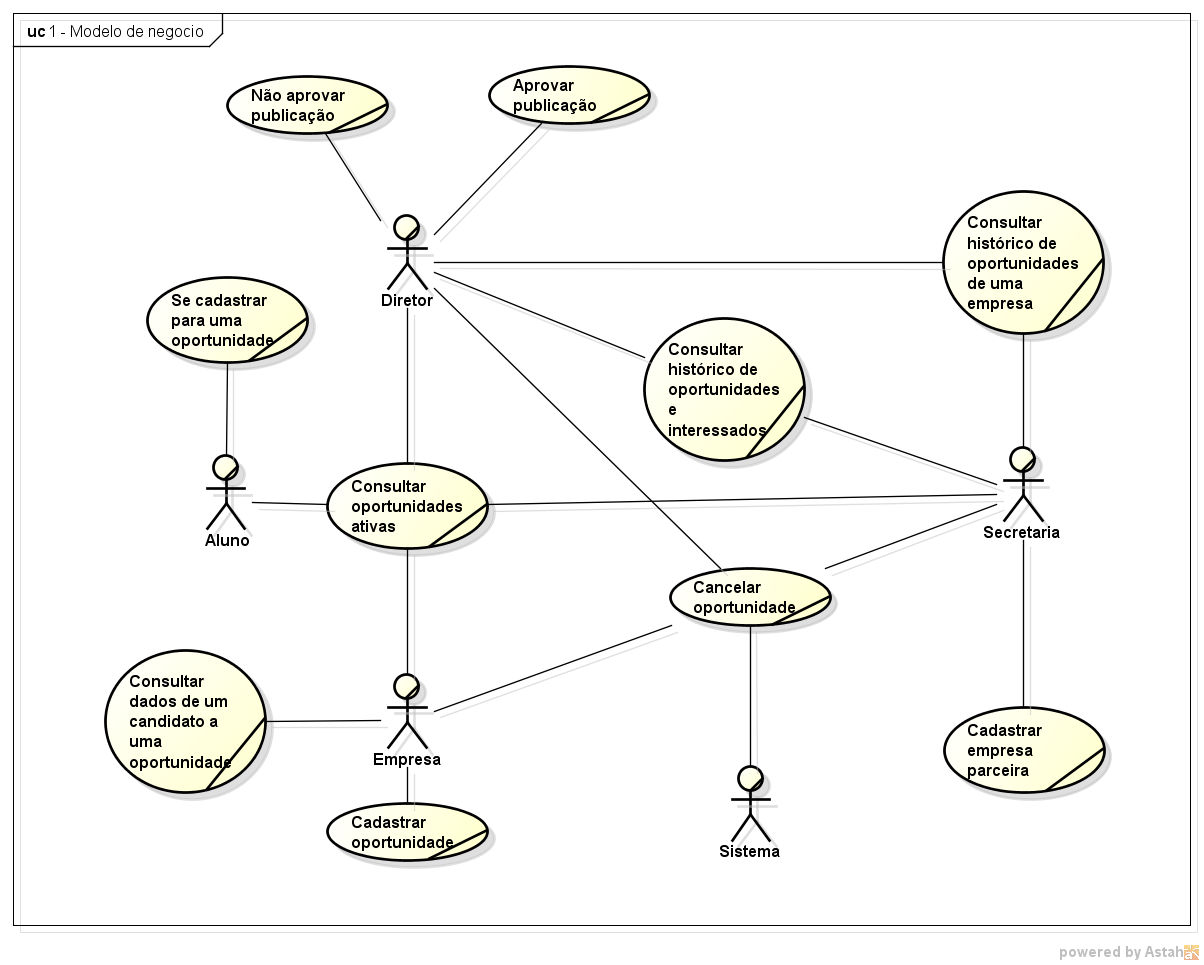 uc 1 - Modelo de negocio
Não aprovar
publicação
Aprovar
publicação
Consultar
histórico de
oportunidades
de uma
empresa
Diretor
Se cadastrar
para uma
oportunidade
Consultar
histórico de
oportunidades
e
interessados
Consultar
oportunidades
ativas
Aluno
Secretaria
Cancelar
oportunidade
Consultar
dados de um
candidato a
uma
oportunidade
Empresa
Cadastrar
empresa
parceira
Cadastrar
oportunidade
Sistema
powered by Astah